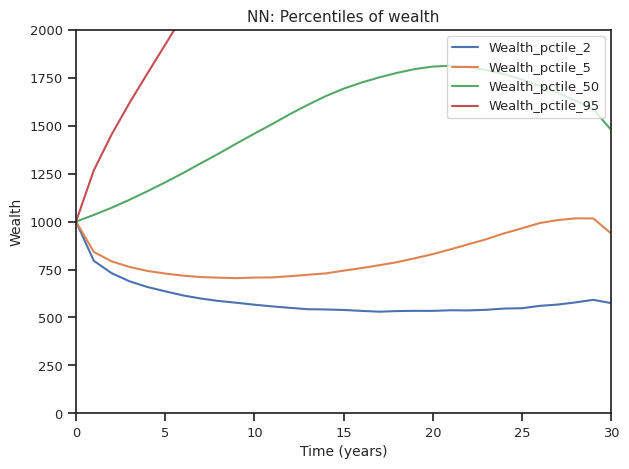 NN: Percentiles of wealth
2000
1750
1500
1250
1000
750
500
250
0
Wealth
Wealth_pctile_2
Wealth_pctile_5
Wealth_pctile_50
Wealth_pctile_95
0 5 10 15 20 25 30
Time (years)